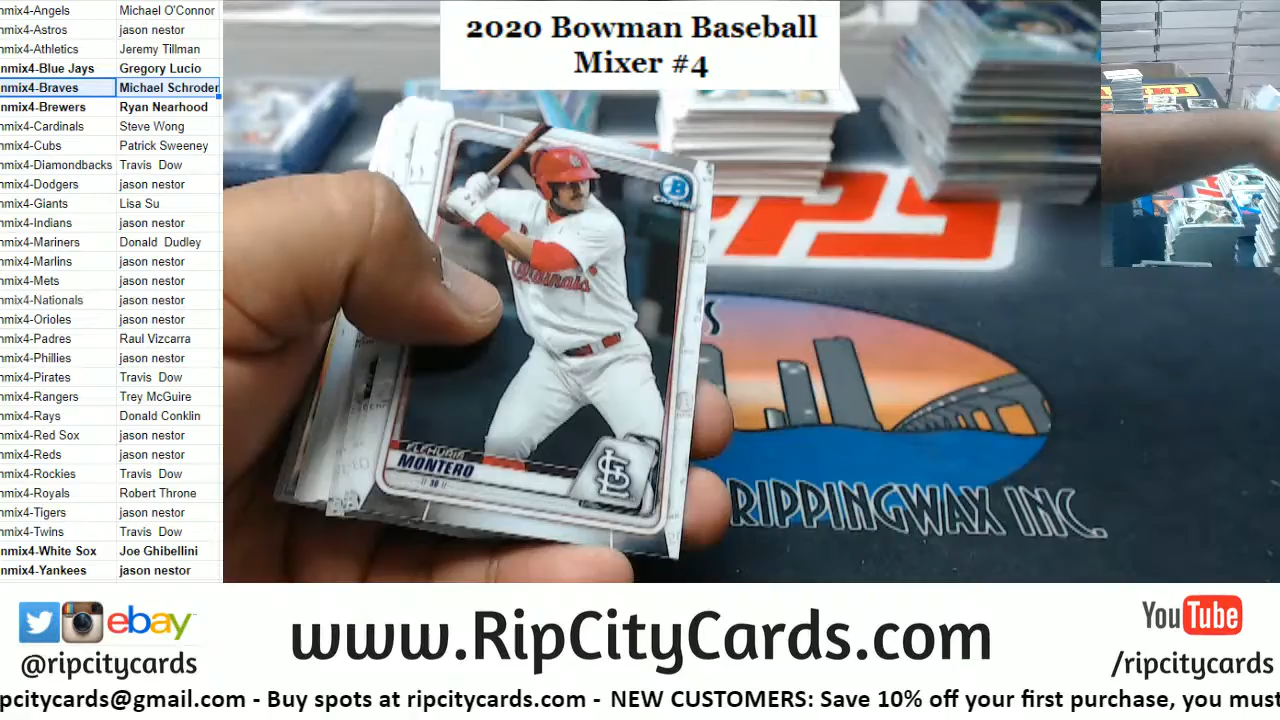 nmix4-Angels Michael O'Connor
nmix4-Astros jason nestor
nmix4-Athletics Jeremy Tillman
nmix4-Blue Jays Gregory Lucio
nmix4-Braves Michael Schroder
nmix4-Brewers Ryan Nearhood
nmix4-Cardinals Steve Wong
nmix4-Cubs Patrick Sweeney
nmix4-Diamondbacks Travis Dow
nmix4-Dodgers jason nestor
nmix4-Giants Lisa Su
nmix4-Indians jason nestor
nmix4-Mariners Donald Dudley
nmix4-Marlins jason nestor
nmix4-Mets jason nestor
nmix4-Nationals jason nestor
nmix4-Orioles jason nestor
nmix4-Padres Raul Vizcarra
nmix4-Phillies jason nestor
nmix4-Pirates Travis Dow
nmix4-Rangers Trey McGuire
nmix4-Rays Donald Conklin
nmix4-Red Sox jason nestor
nmix4-Reds jason nestor
nmix4-Rockies Travis Dow
nmix4-Royals Robert Throne
nmix4-Tigers jason nestor
nmix4-Twins Travis Dow
nmix4-White Sox Joe Ghibellini
nmix4-Yankees jason nestor
2020 Bowman Baseball
Mixer #4
B
CHROME
Cardinals
ELEHURIS
MONTERO
3B
STL
RIPPINGWAX INC.
ebay
@ripcitycards
www.RipCityCards.com
YouTube
/ripcitycards
pcitycards@gmail.com - Buy spots at ripcitycards.com - NEW CUSTOMERS: Save 10% off your first purchase, you must